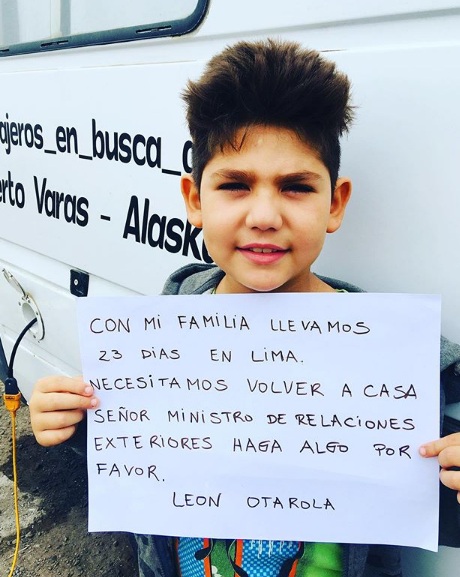 ajeros_en_busca_d
erto Varas - Alaska
CON MI FAMILIA LLEVAMOS
23 DIAS EN LIMA.
NECESITAMOS VOLVER A CASA
SEÑOR MINISTRO DE RELACIONES
EXTERIORES HAGA ALGO POR
FAVOR.
LEON OTAROLA